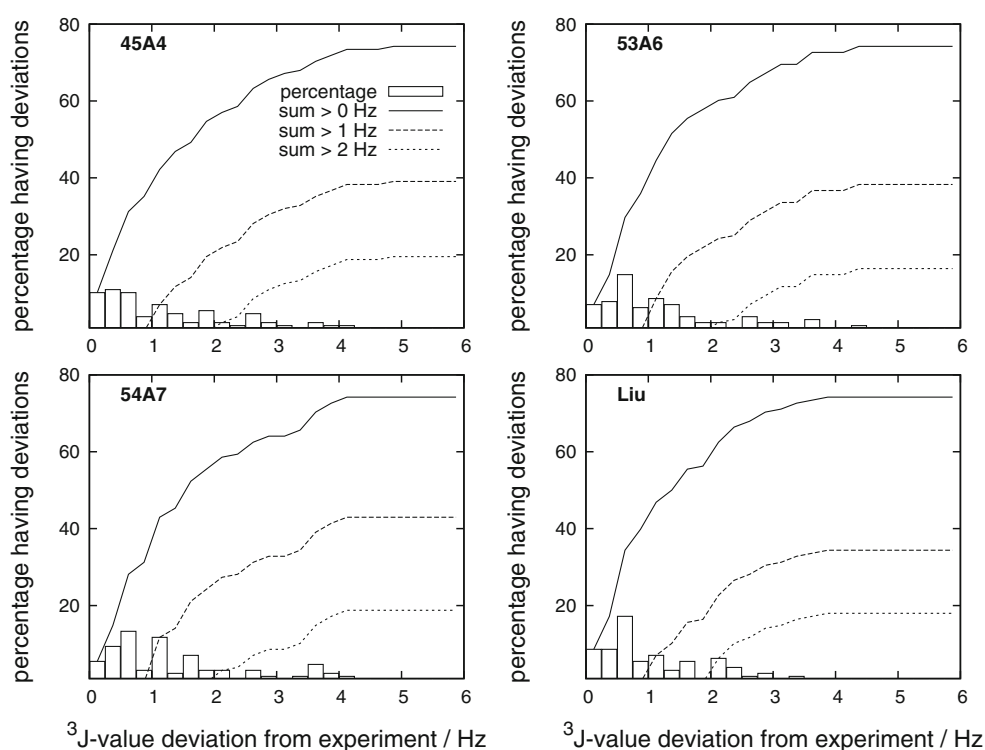 45A4
percentage having deviations
80
60
40
20
percentage
sum > 0 Hz
sum > 1 Hz
sum > 2 Hz
0 1 2 3 4 5 6
53A6
percentage having deviations
80
60
40
20
0 1 2 3 4 5 6
54A7
percentage having deviations
80
60
40
20
0 1 2 3 4 5 6
³J-value deviation from experiment / Hz
Liu
percentage having deviations
80
60
40
20
0 1 2 3 4 5 6
³J-value deviation from experiment / Hz